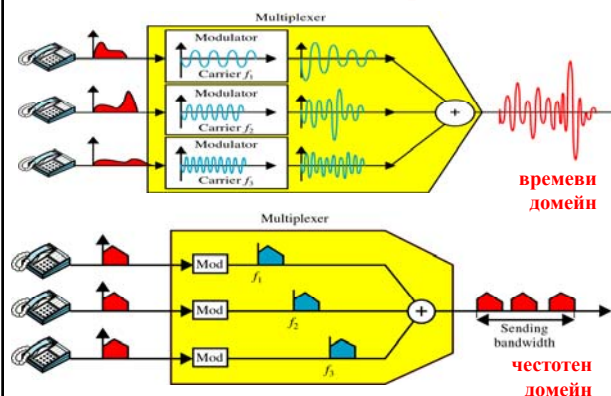 Multiplexer
Modulator
Carrier f₁
Modulator
Carrier f₂
+
Modulator
Carrier f₃
времеви
домейн
Multiplexer
Mod
f₁
Mod
f₂
+
Sending
bandwidth
Mod
f₃
честотен
домейн